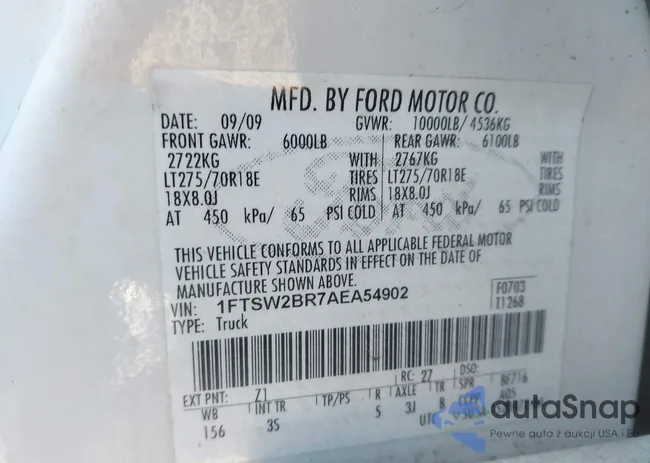 MFD. BY FORD MOTOR CO.
DATE: 09/09 GVWR: 10000LB/ 4536KG
FRONT GAWR: 6000LB REAR GAWR: 6100LB
2722KG WITH 2767KG WITH
LT275/70R18E TIRES LT275/70R18E TIRES
18X8.0J RIMS 18X8.0J RIMS
AT 450 kPa/ 65 PSI COLD AT 450 kPa/ 65 PSI COLD
THIS VEHICLE CONFORMS TO ALL APPLICABLE FEDERAL MOTOR
VEHICLE SAFETY STANDARDS IN EFFECT ON THE DATE OF
MANUFACTURE SHOWN ABOVE.
VIN: 1FTSW2BR7AEA54902
TYPE: Truck
F0703
T1268
EXT PNT: Z1 RC: 27 DSO:
WB INT TR TP/PS R AXLE TR SPR BF716
156 3S 5 3J B
UTC
autoSnap
Pewne auta z aukcji USA i EU